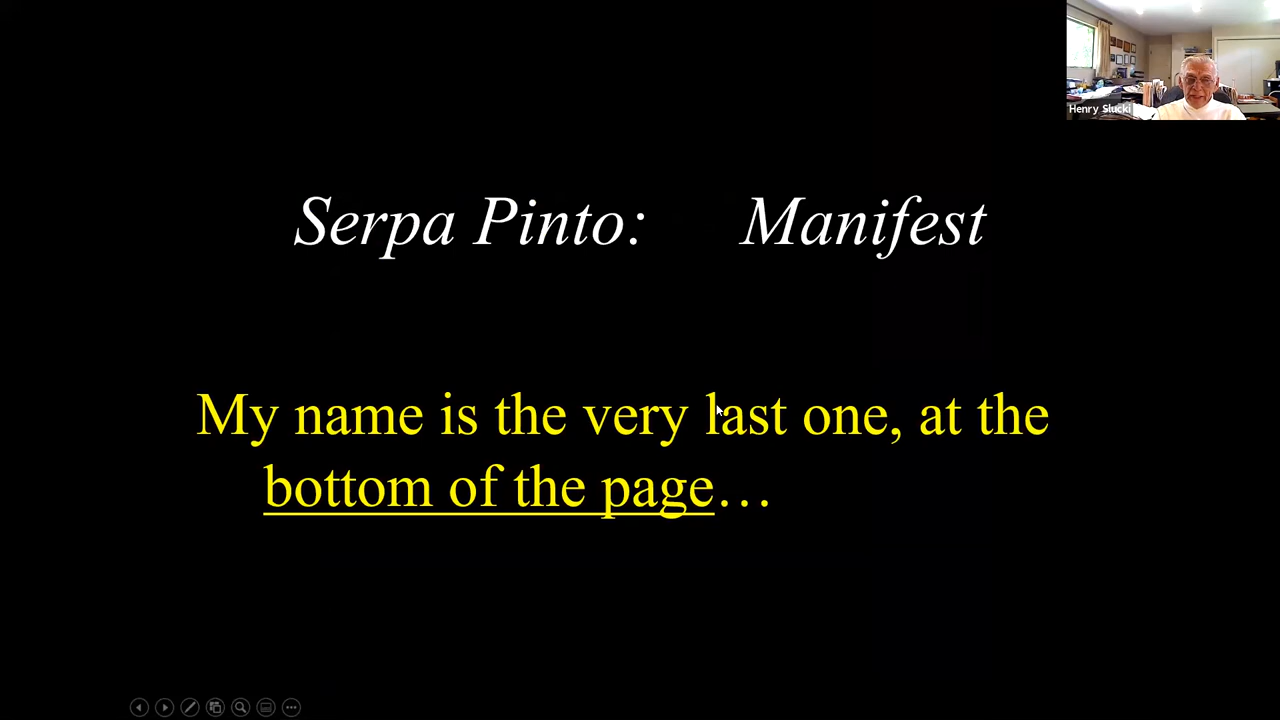 Henry Slucki
Serpa Pinto: Manifest
My name is the very last one, at the
bottom of the page…